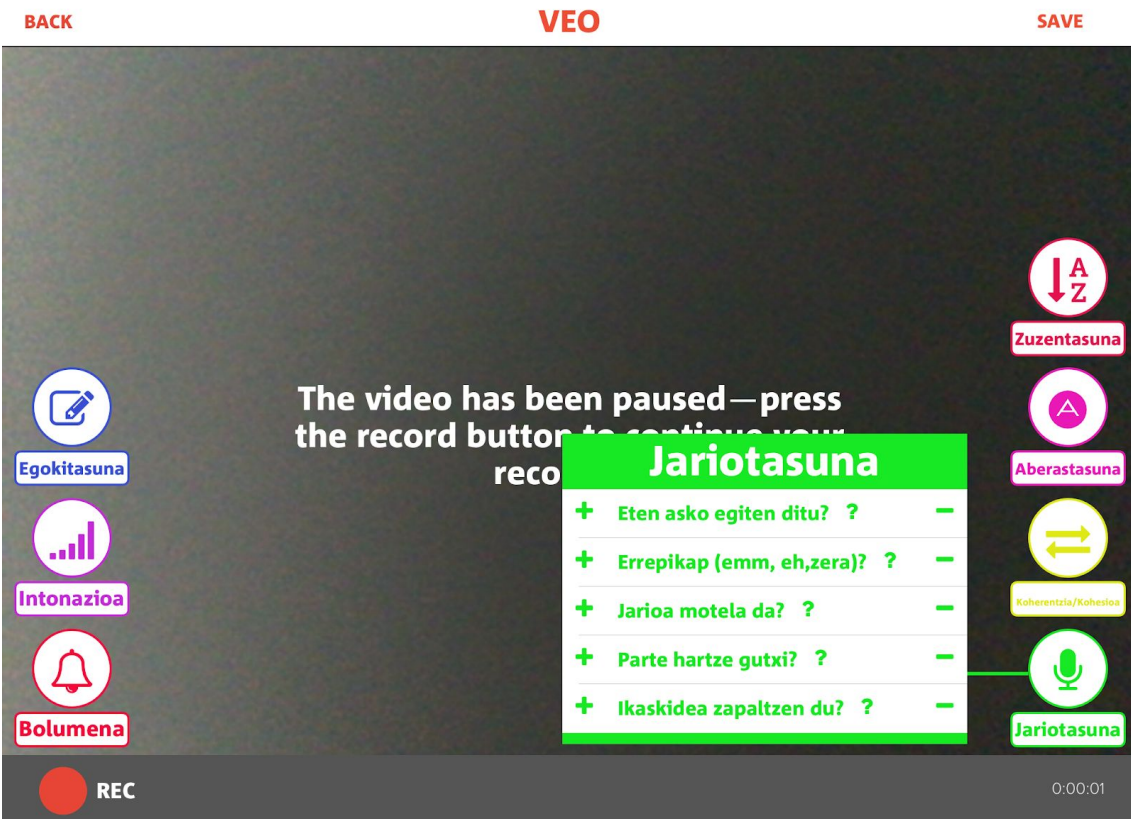 BACK
VEO
SAVE
The video has been paused—press
the record button to continue your
reco
Egokitasuna
Intonazioa
Bolumena
Jariotasuna
+ Eten asko egiten ditu? ? −
+ Errepikap (emm, eh,zera)? ? −
+ Jarioa motela da? ? −
+ Parte hartze gutxi? ? −
+ Ikaskidea zapaltzen du? ? −
A
Z
Zuzentasuna
A
Aberastasuna
Koherentzia/Kohesioa
Jariotasuna
REC
0:00:01